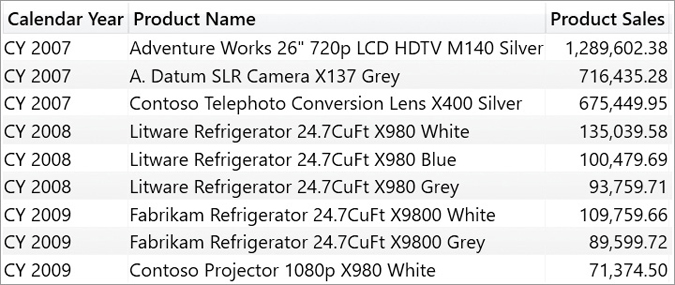 Calendar Year Product Name Product Sales
CY 2007 Adventure Works 26" 720p LCD HDTV M140 Silver 1,289,602.38
CY 2007 A. Datum SLR Camera X137 Grey 716,435.28
CY 2007 Contoso Telephoto Conversion Lens X400 Silver 675,449.95
CY 2008 Litware Refrigerator 24.7CuFt X980 White 135,039.58
CY 2008 Litware Refrigerator 24.7CuFt X980 Blue 100,479.69
CY 2008 Litware Refrigerator 24.7CuFt X980 Grey 93,759.71
CY 2009 Fabrikam Refrigerator 24.7CuFt X9800 White 109,759.66
CY 2009 Fabrikam Refrigerator 24.7CuFt X9800 Grey 89,599.72
CY 2009 Contoso Projector 1080p X980 White 71,374.50